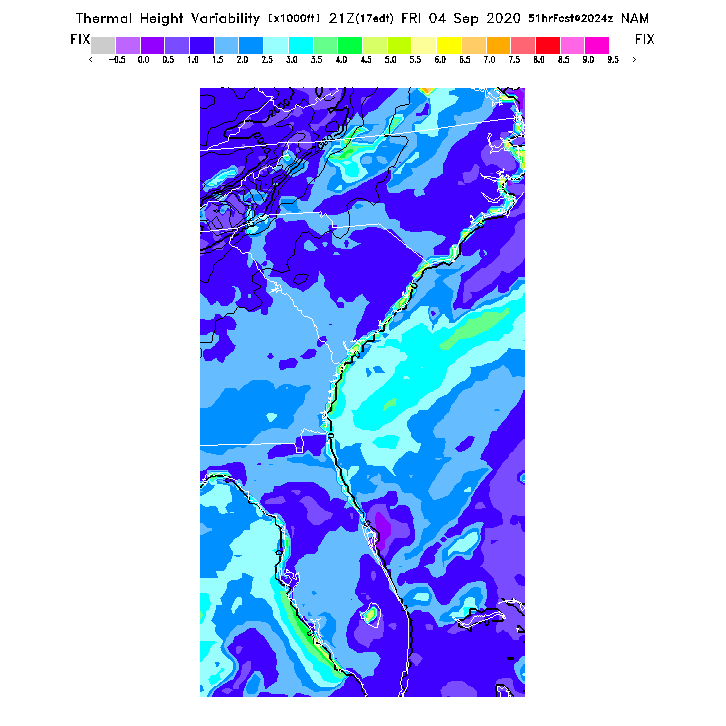 Thermal Height Variability [x1000ft] 21Z(17edt) FRI 04 Sep 2020 51hrFcst@2024z NAM
FIX FIX
< -0.5 0.0 0.5 1.0 1.5 2.0 2.5 3.0 3.5 4.0 4.5 5.0 5.5 6.0 6.5 7.0 7.5 8.0 8.5 9.0 9.5 >